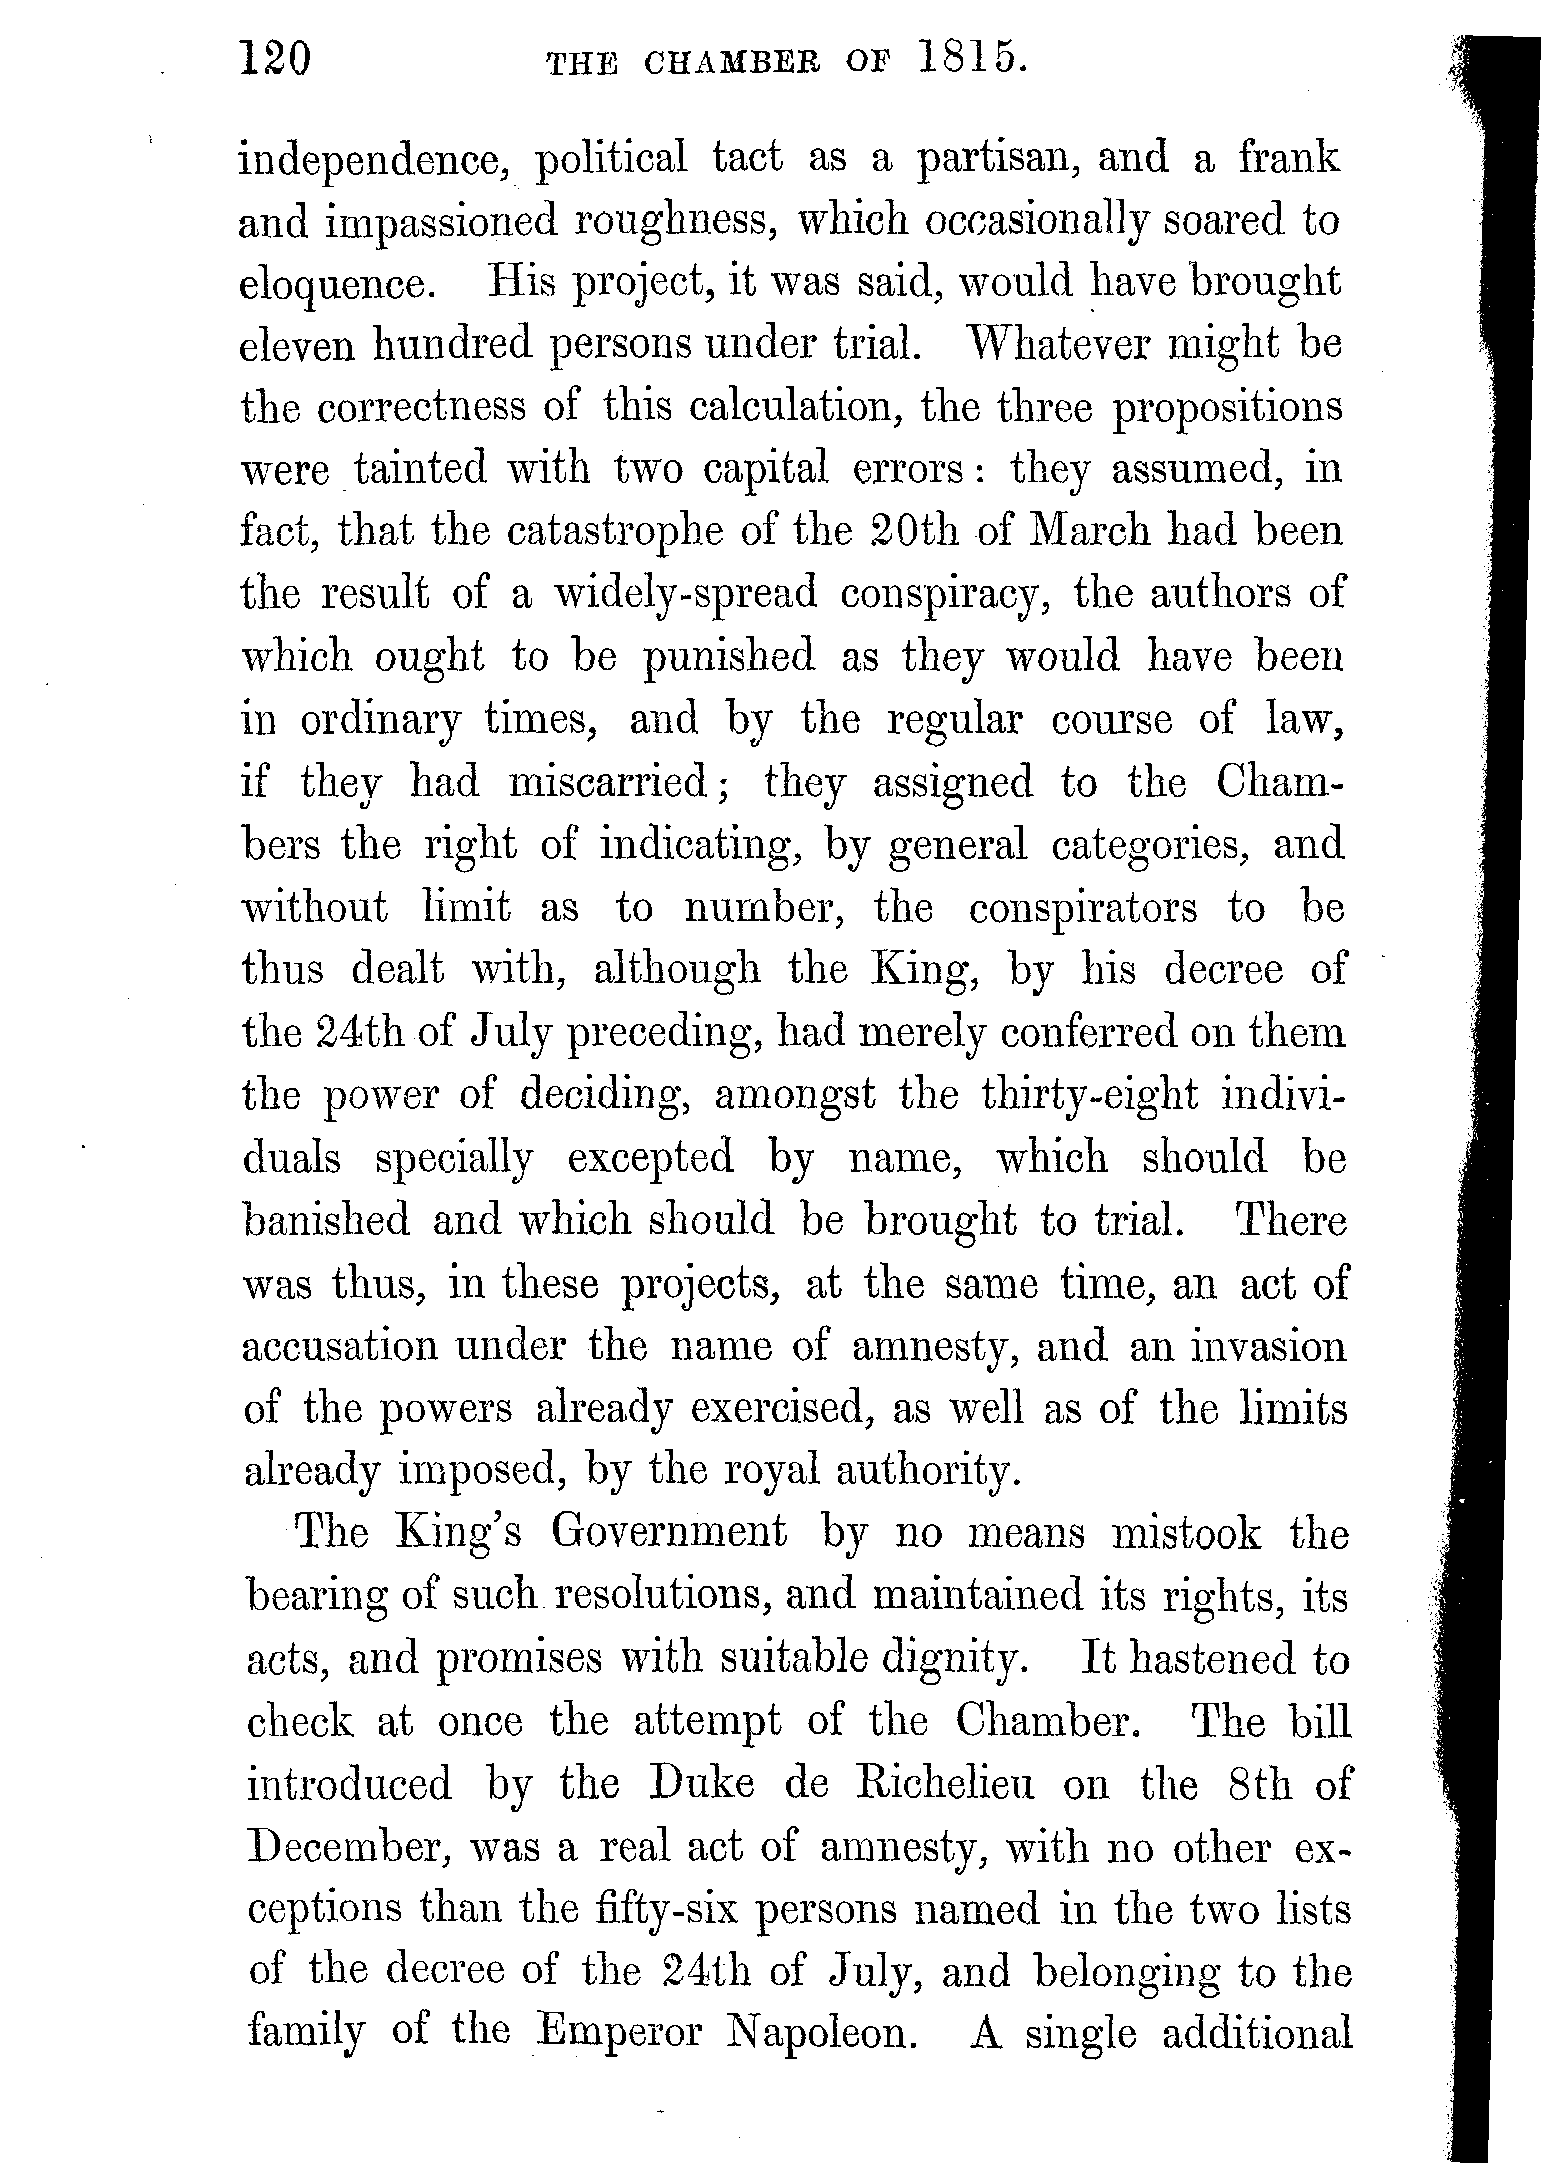 120 THE CHAMBER OF 1815.
independence, political tact as a partisan, and a frank
and impassioned roughness, which occasionally soared to
eloquence. His project, it was said, would have brought
eleven hundred persons under trial. Whatever might be
the correctness of this calculation, the three propositions
were tainted with two capital errors: they assumed, in
fact, that the catastrophe of the 20th of March had been
the result of a widely-spread conspiracy, the authors of
which ought to be punished as they would have been
in ordinary times, and by the regular course of law,
if they had miscarried; they assigned to the Cham-
bers the right of indicating, by general categories, and
without limit as to number, the conspirators to be
thus dealt with, although the King, by his decree of
the 24th of July preceding, had merely conferred on them
the power of deciding, amongst the thirty-eight indivi-
duals specially excepted by name, which should be
banished and which should be brought to trial. There
was thus, in these projects, at the same time, an act of
accusation under the name of amnesty, and an invasion
of the powers already exercised, as well as of the limits
already imposed, by the royal authority.
The King's Government by no means mistook the
bearing of such resolutions, and maintained its rights, its
acts, and promises with suitable dignity. It hastened to
check at once the attempt of the Chamber. The bill
introduced by the Duke de Richelieu on the 8th of
December, was a real act of amnesty, with no other ex-
ceptions than the fifty-six persons named in the two lists
of the decree of the 24th of July, and belonging to the
family of the Emperor Napoleon. A single additional